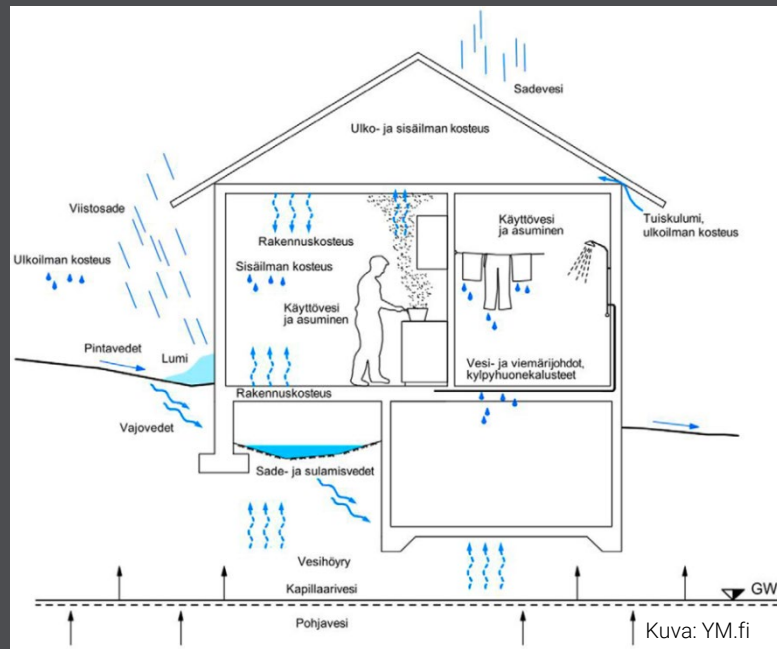 Sadevesi
Ulko- ja sisäilman kosteus
Viistosade
Ulkoilman kosteus
Rakennuskosteus
Sisäilman kosteus
Käyttövesi
ja asuminen
Käyttövesi
ja asuminen
Tuiskulumi,
ulkoilman kosteus
Pintavedet
Lumi
Vesi- ja viemärijohdot,
kylpyhuonekalusteet
Rakennuskosteus
Vajovedet
Sade- ja sulamisvedet
Vesihöyry
Kapillaarivesi
GW
Pohjavesi
Kuva: YM.fi